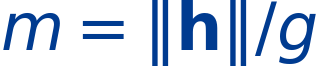 m = ‖h‖/g